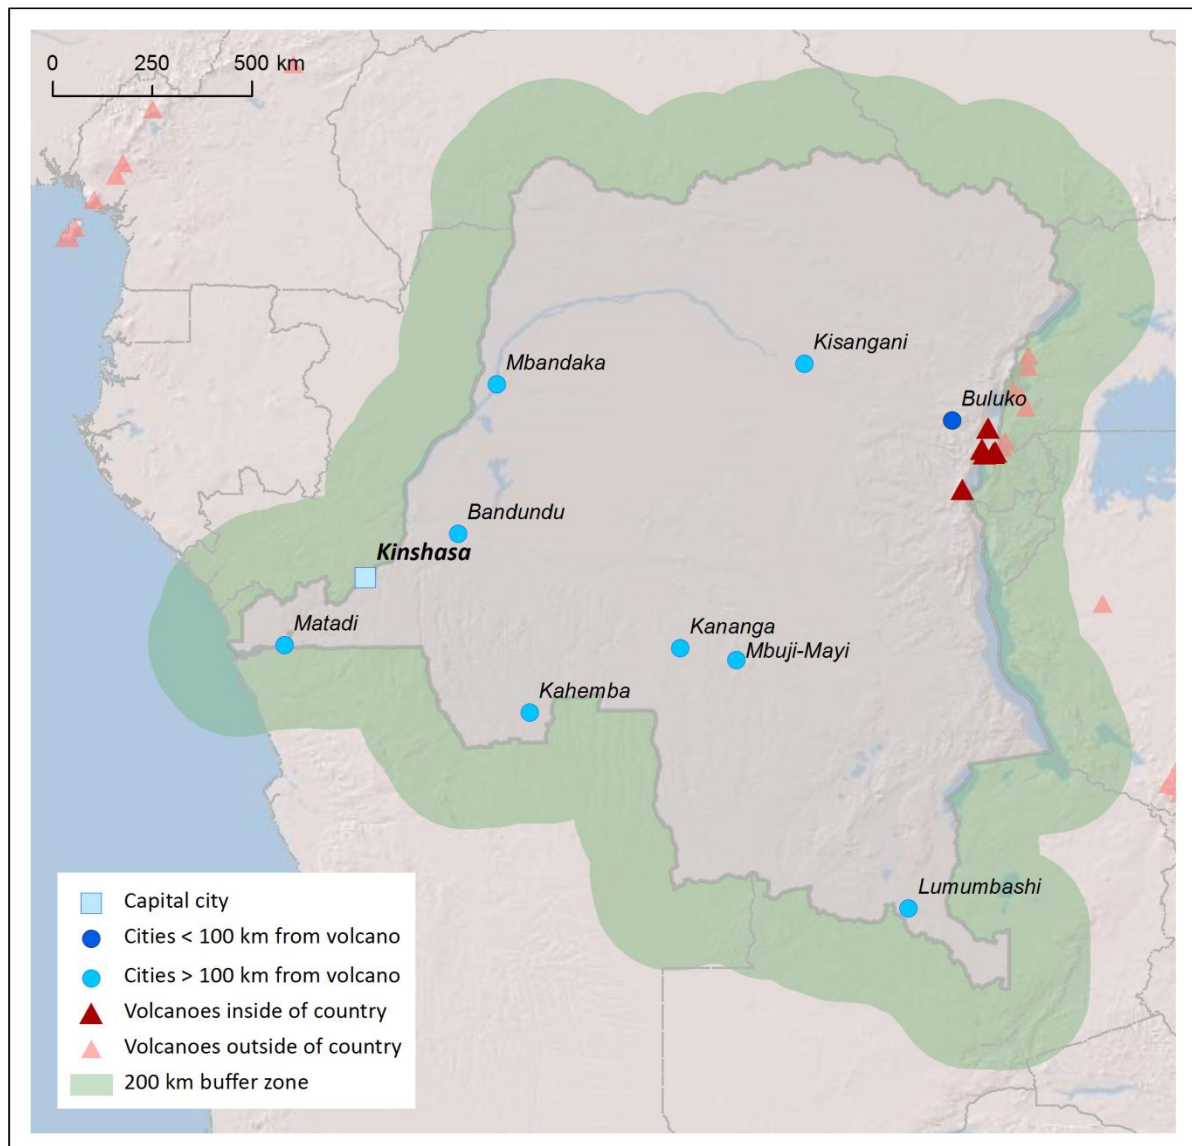 0 250 500 km
Kisangani
Mbandaka
Buluko
Bandundu
Kinshasa
Matadi
Kananga
Mbuji-Mayi
Kahemba
Lumumbashi
Capital city
Cities < 100 km from volcano
Cities > 100 km from volcano
Volcanoes inside of country
Volcanoes outside of country
200 km buffer zone